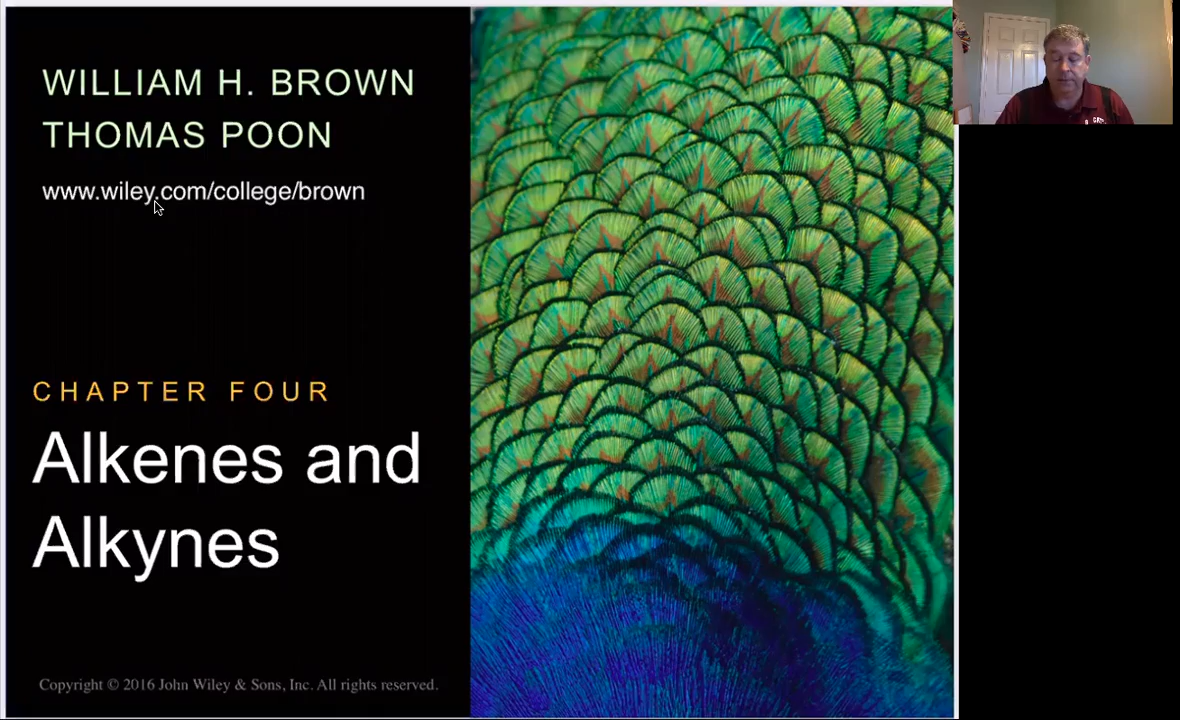 WILLIAM H. BROWN
THOMAS POON
www.wiley.com/college/brown
CHAPTER FOUR
Alkenes and
Alkynes
Copyright © 2016 John Wiley & Sons, Inc. All rights reserved.